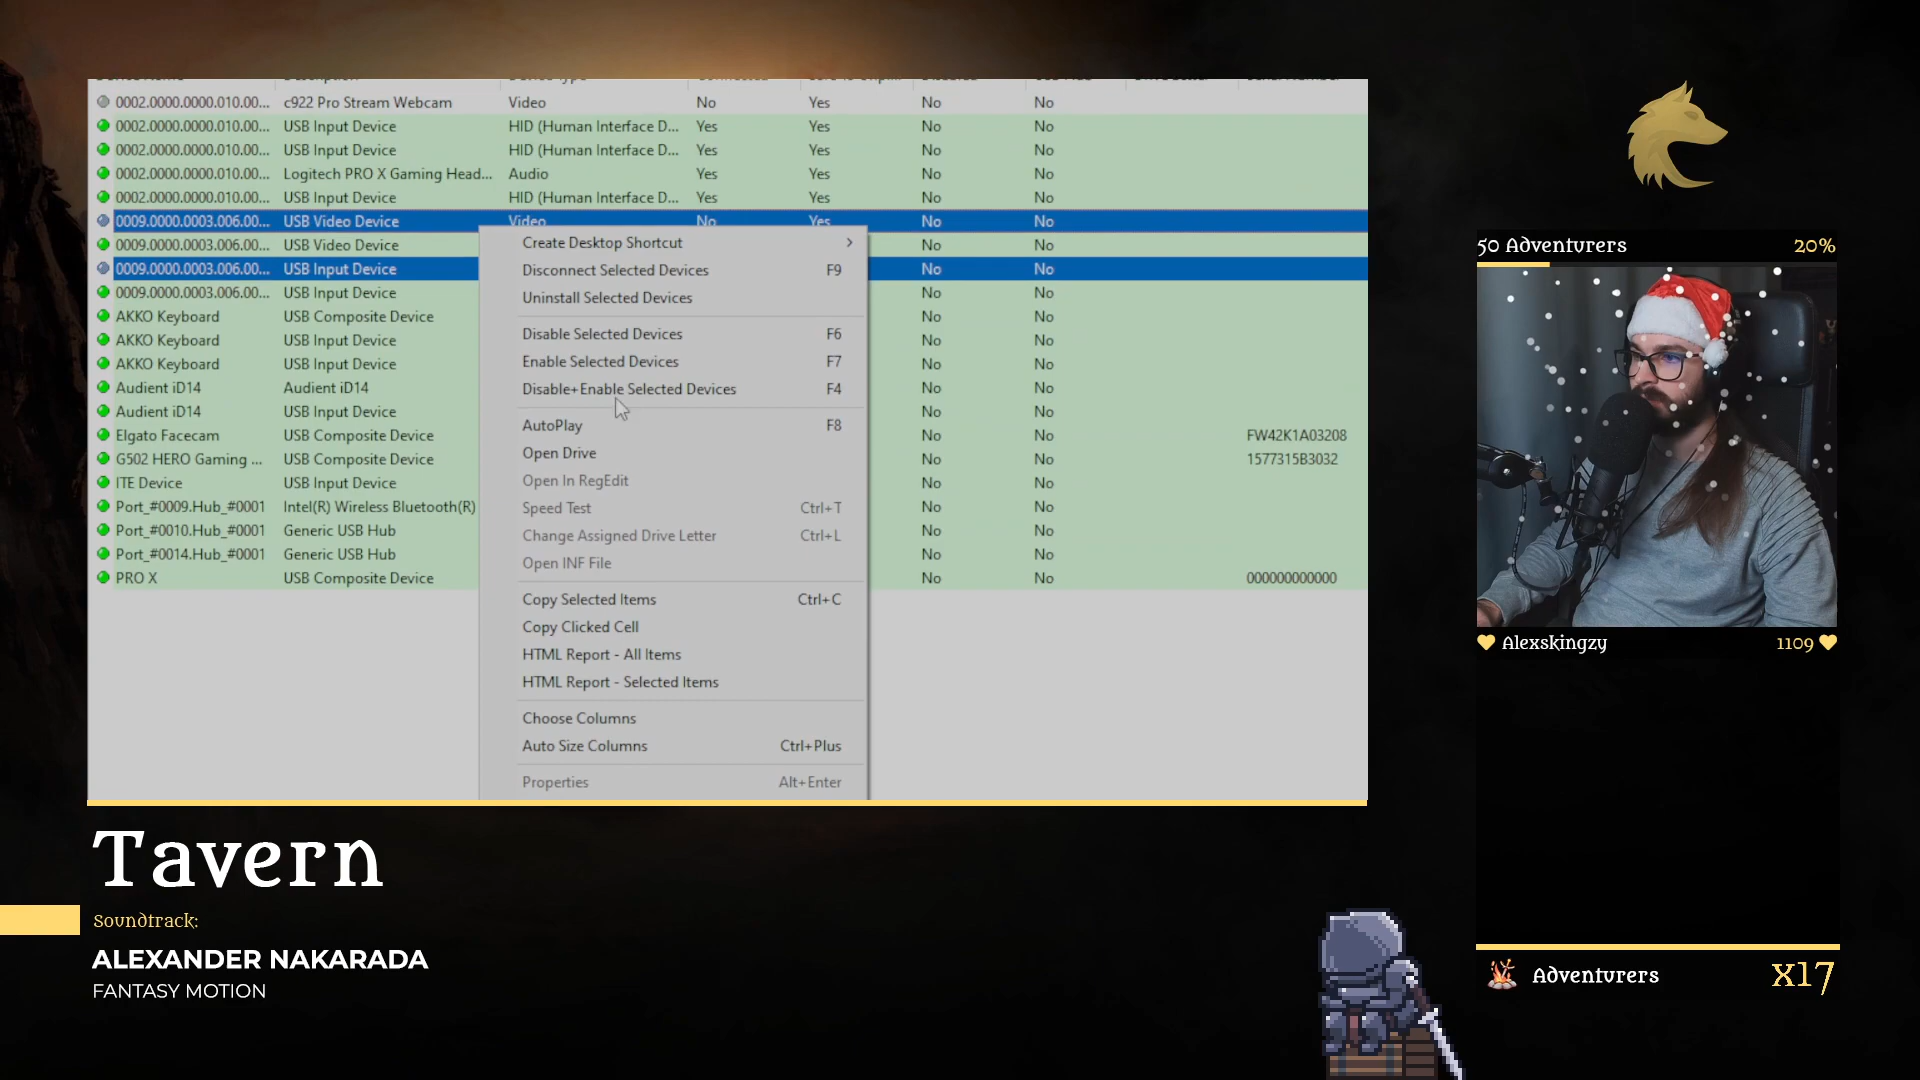 0002.0000.0000.010.00... c922 Pro Stream Webcam Video No Yes No No
0002.0000.0000.010.00... USB Input Device HID (Human Interface D... Yes Yes No No
0002.0000.0000.010.00... USB Input Device HID (Human Interface D... Yes Yes No No
0002.0000.0000.010.00... Logitech PRO X Gaming Head... Audio Yes Yes No No
0002.0000.0000.010.00... USB Input Device HID (Human Interface D... Yes Yes No No
0009.0000.0003.006.00... USB Video Device Video No Yes No No
0009.0000.0003.006.00... USB Video Device No No
0009.0000.0003.006.00... USB Input Device No No
0009.0000.0003.006.00... USB Input Device No No
AKKO Keyboard USB Composite Device No No
AKKO Keyboard USB Input Device No No
AKKO Keyboard USB Input Device No No
Audient iD14 Audient iD14 No No
Audient iD14 USB Input Device No No
Elgato Facecam USB Composite Device No No FW42K1A03208
G502 HERO Gaming ... USB Composite Device No No 1577315B3032
ITE Device USB Input Device No No
Port_#0009.Hub_#0001 Intel(R) Wireless Bluetooth(R) No No
Port_#0010.Hub_#0001 Generic USB Hub No No
Port_#0014.Hub_#0001 Generic USB Hub No No
PRO X USB Composite Device No No 000000000000
Create Desktop Shortcut
Disconnect Selected Devices F9
Uninstall Selected Devices
Disable Selected Devices F6
Enable Selected Devices F7
Disable+Enable Selected Devices F4
AutoPlay F8
Open Drive
Open In RegEdit
Speed Test Ctrl+T
Change Assigned Drive Letter Ctrl+L
Open INF File
Copy Selected Items Ctrl+C
Copy Clicked Cell
HTML Report - All Items
HTML Report - Selected Items
Choose Columns
Auto Size Columns Ctrl+Plus
Properties Alt+Enter
50 Adventurers 20%
Alexskingzy 1109
Adventurers x17
Tavern
Soundtrack:
ALEXANDER NAKARADA
FANTASY MOTION